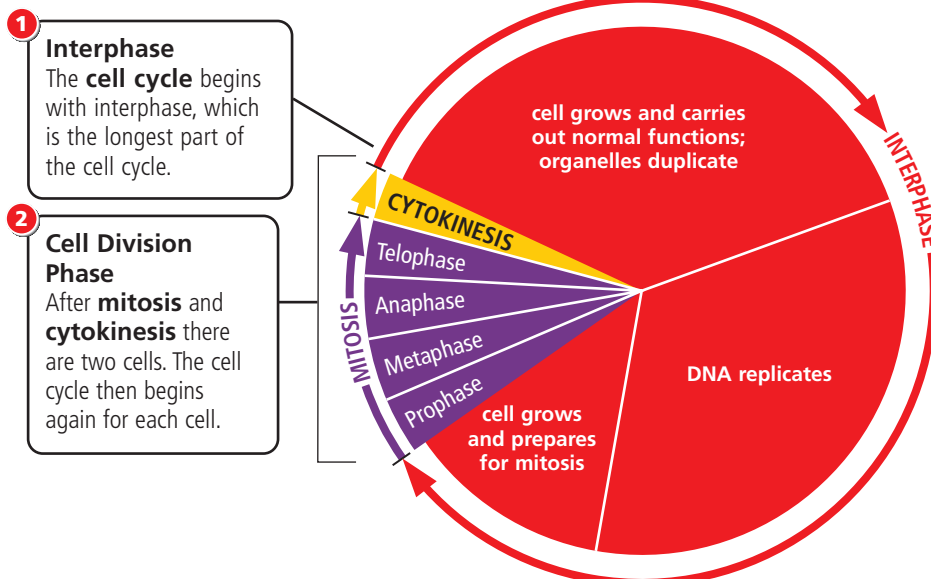 1
Interphase
The cell cycle begins
with interphase, which
is the longest part of
the cell cycle.
2
Cell Division
Phase
After mitosis and
cytokinesis there
are two cells. The cell
cycle then begins
again for each cell.
cell grows and carries
out normal functions;
organelles duplicate
INTERPHASE
DNA replicates
cell grows
and prepares
for mitosis
MITOSIS
Prophase
Metaphase
Anaphase
Telophase
CYTOKINESIS